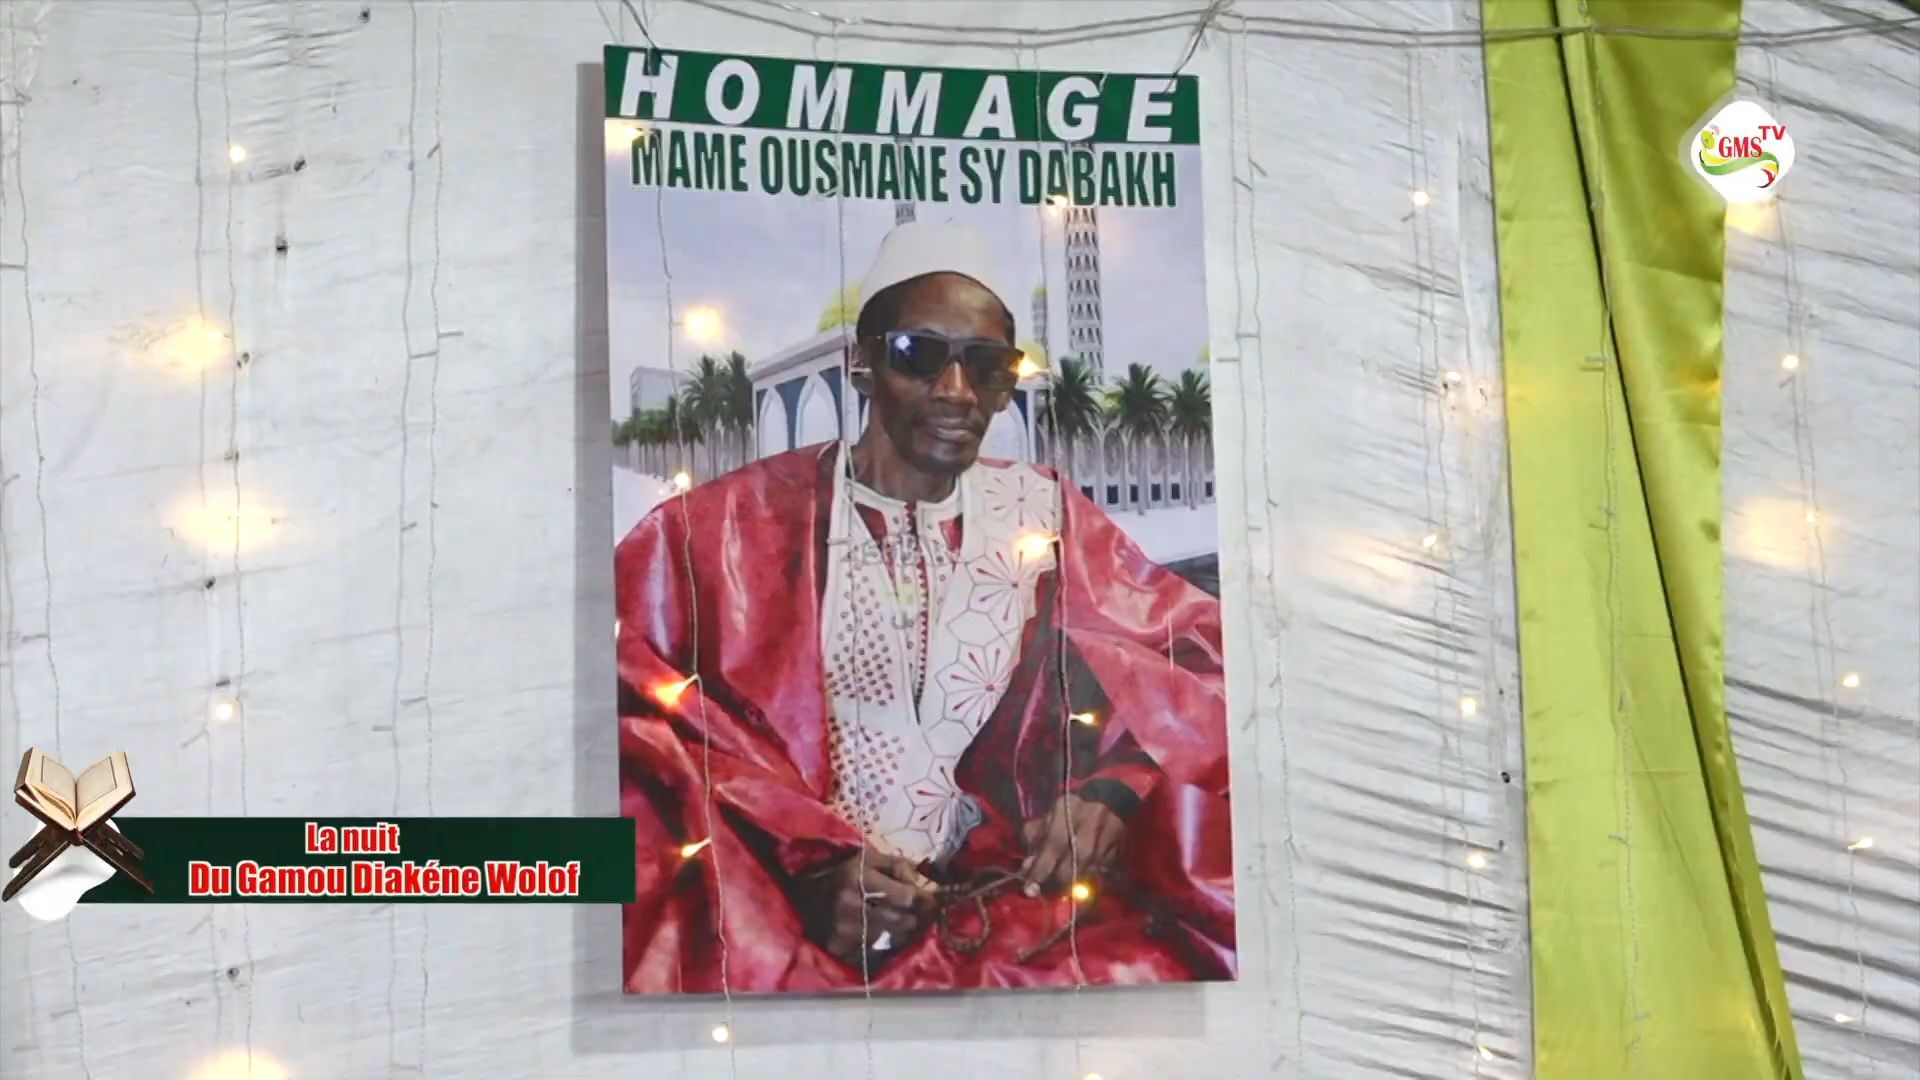 HOMMAGE
MAME OUSMANE SY DABAKH
GMS TV
La nuit
Du Gamou Diakéne Wolof